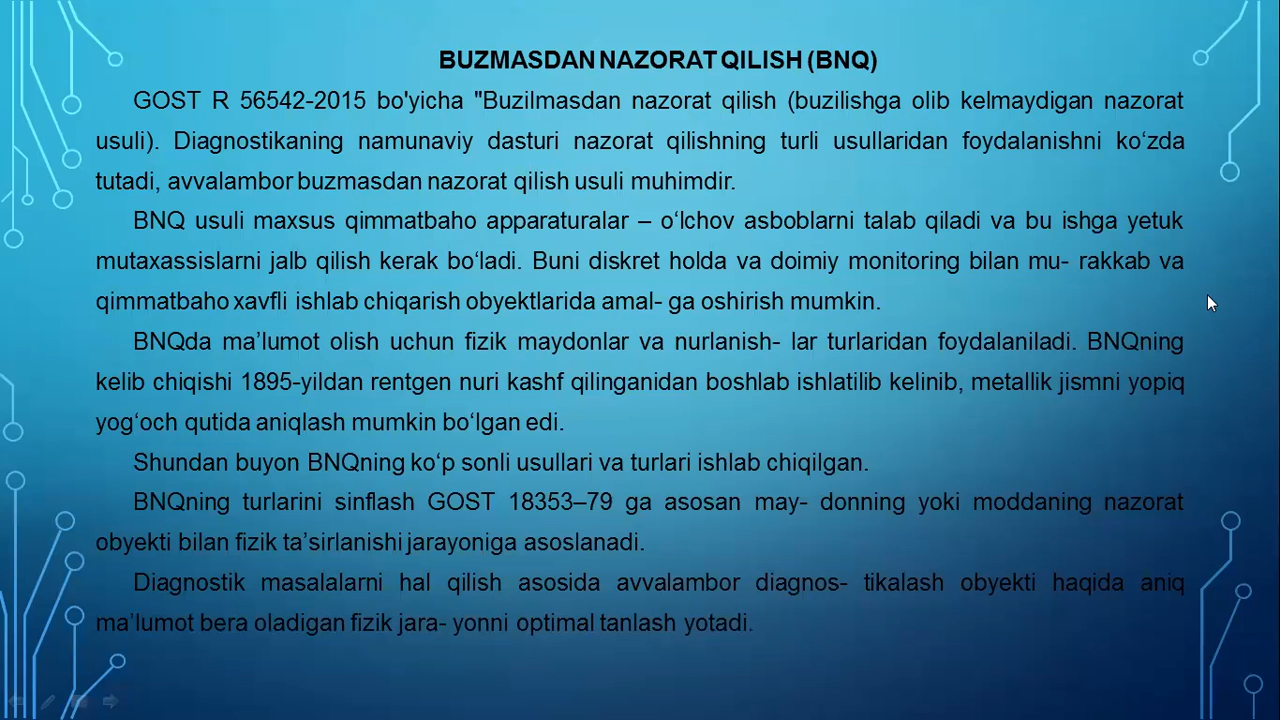 BUZMASDAN NAZORAT QILISH (BNQ)
GOST R 56542-2015 bo'yicha "Buzilmasdan nazorat qilish (buzilishga olib kelmaydigan nazorat
usuli). Diagnostikaning namunaviy dasturi nazorat qilishning turli usullaridan foydalanishni ko‘zda
tutadi, avvalambor buzmasdan nazorat qilish usuli muhimdir.
BNQ usuli maxsus qimmatbaho apparaturalar – o‘lchov asboblarni talab qiladi va bu ishga yetuk
mutaxassislarni jalb qilish kerak bo‘ladi. Buni diskret holda va doimiy monitoring bilan mu- rakkab va
qimmatbaho xavfli ishlab chiqarish obyektlarida amal- ga oshirish mumkin.
BNQda ma’lumot olish uchun fizik maydonlar va nurlanish- lar turlaridan foydalaniladi. BNQning
kelib chiqishi 1895-yildan rentgen nuri kashf qilinganidan boshlab ishlatilib kelinib, metallik jismni yopiq
yog‘och qutida aniqlash mumkin bo‘lgan edi.
Shundan buyon BNQning ko‘p sonli usullari va turlari ishlab chiqilgan.
BNQning turlarini sinflash GOST 18353–79 ga asosan may- donning yoki moddaning nazorat
obyekti bilan fizik ta’sirlanishi jarayoniga asoslanadi.
Diagnostik masalalarni hal qilish asosida avvalambor diagnos- tikalash obyekti haqida aniq
ma’lumot bera oladigan fizik jara- yonni optimal tanlash yotadi.